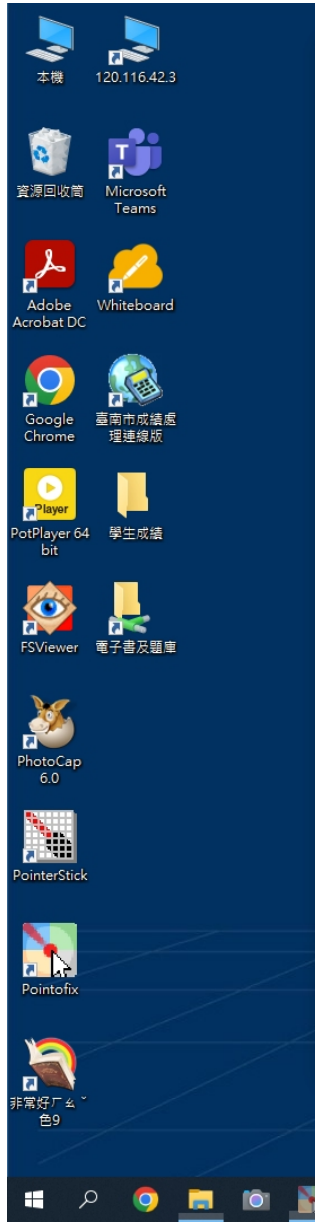 本機
120.116.42.3
資源回收筒
Microsoft
Teams
Adobe
Acrobat DC
Whiteboard
Google
Chrome
臺南市成績處
理連線版
Player
PotPlayer 64
bit
學生成績
FSViewer
電子書及題庫
PhotoCap
6.0
PointerStick
Pointofix
非常好ㄏㄠˇ
色9